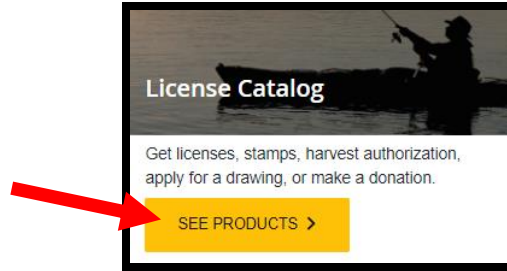 License Catalog
Get licenses, stamps, harvest authorization,
apply for a drawing, or make a donation.
SEE PRODUCTS >